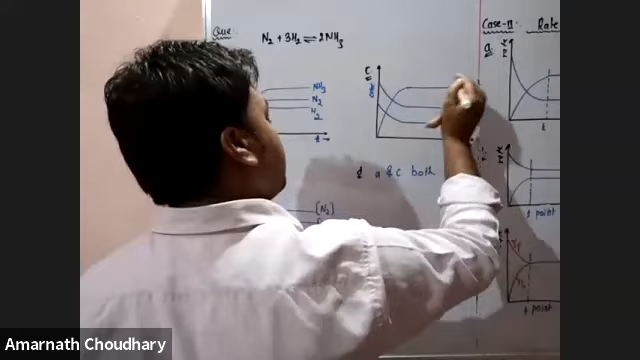 Que:
N₂ + 3H₂ ⇌ 2NH₃
NH₃
N₂
H₂
t →
C
d a & c both
[N₂]
Case-II: Rate
a
t
t point
t point
Amarnath Choudhary